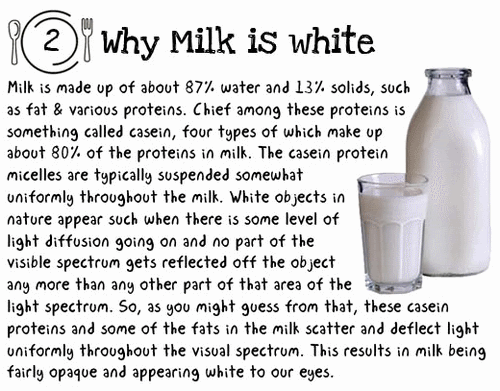 2 Why Milk is White
Milk is made up of about 87% water and 13% solids, such
as fat & various proteins. Chief among these proteins is
something called casein, four types of which make up
about 80% of the proteins in milk. The casein protein
micelles are typically suspended somewhat
uniformly throughout the milk. White objects in
nature appear such when there is some level of
light diffusion going on and no part of the
visible spectrum gets reflected off the object
any more than any other part of that area of the
light spectrum. So, as you might guess from that, these casein
proteins and some of the fats in the milk scatter and deflect light
uniformly throughout the visual spectrum. This results in milk being
fairly opaque and appearing white to our eyes.